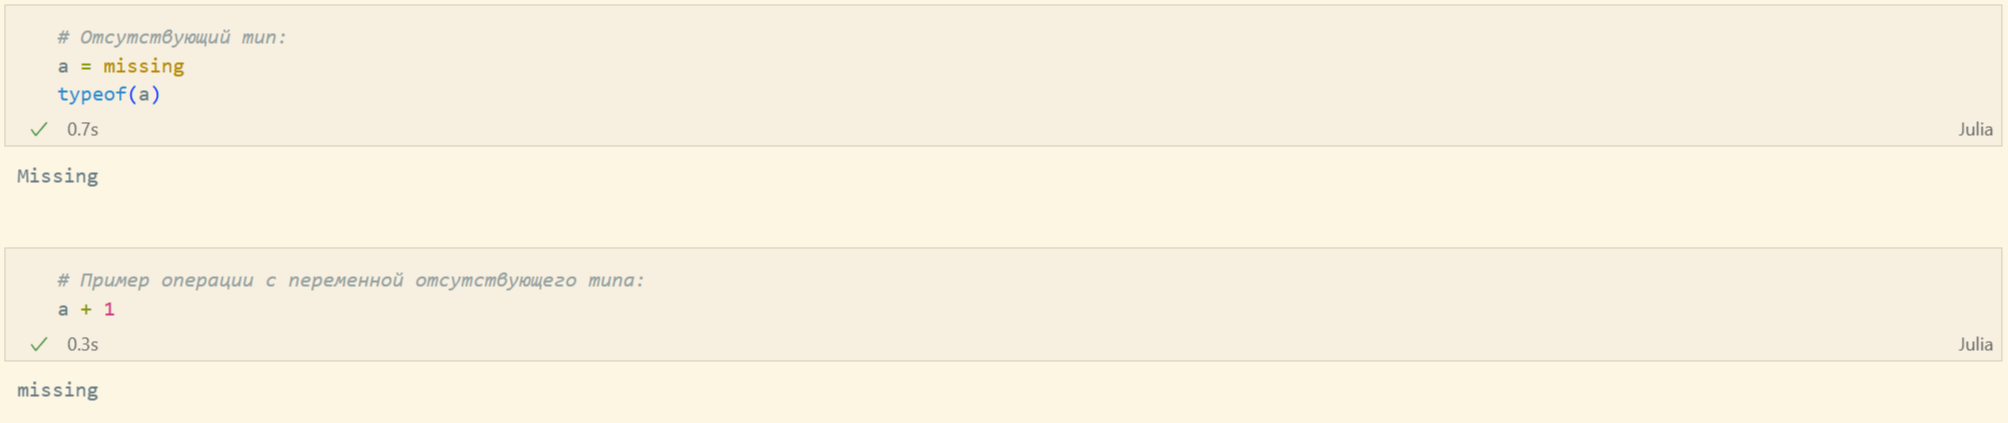 # Отсутствующий тип:
a = missing
typeof(a)
0.7s
Julia
Missing
# Пример операции с переменной отсутствующего типа:
a + 1
0.3s
Julia
missing